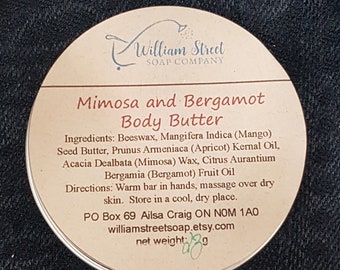 William Street
SOAP COMPANY
Mimosa and Bergamot
Body Butter
Ingredients: Beeswax, Mangifera Indica (Mango)
Seed Butter, Prunus Armeniaca (Apricot) Kernal Oil,
Acacia Dealbata (Mimosa) Wax, Citrus Aurantium
Bergamia (Bergamot) Fruit Oil
Directions: Warm bar in hands, massage over dry
skin. Store in a cool, dry place.
PO Box 69 Ailsa Craig ON N0M 1A0
williamstreetsoap.etsy.com
net weight: g